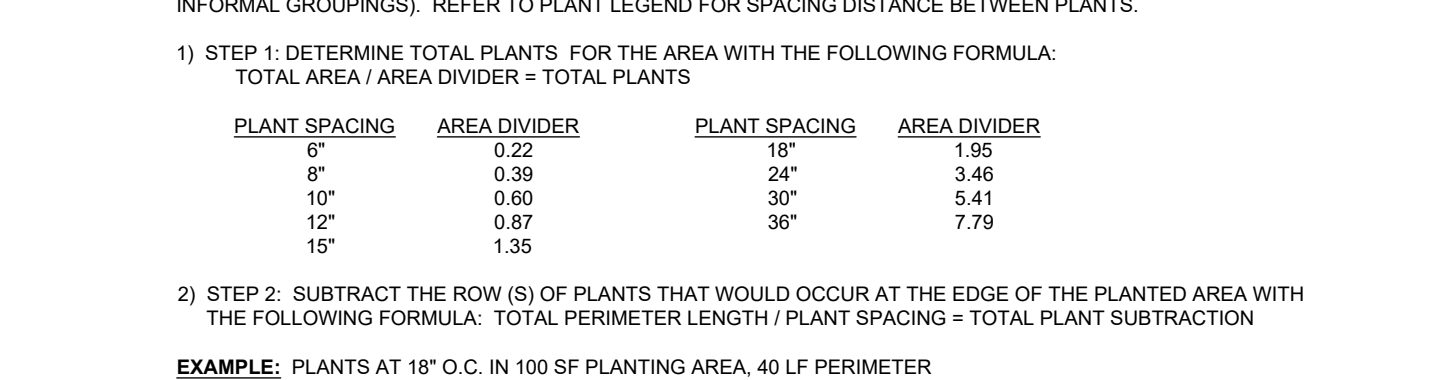 INFORMAL GROUPINGS).  REFER TO PLANT LEGEND FOR SPACING DISTANCE BETWEEN PLANTS.
1)  STEP 1: DETERMINE TOTAL PLANTS  FOR THE AREA WITH THE FOLLOWING FORMULA:
TOTAL AREA / AREA DIVIDER = TOTAL PLANTS
PLANT SPACING AREA DIVIDER PLANT SPACING AREA DIVIDER
6" 0.22 18" 1.95
8" 0.39 24" 3.46
10" 0.60 30" 5.41
12" 0.87 36" 7.79
15" 1.35
2)  STEP 2:  SUBTRACT THE ROW (S) OF PLANTS THAT WOULD OCCUR AT THE EDGE OF THE PLANTED AREA WITH
THE FOLLOWING FORMULA:  TOTAL PERIMETER LENGTH / PLANT SPACING = TOTAL PLANT SUBTRACTION
EXAMPLE:  PLANTS AT 18" O.C. IN 100 SF PLANTING AREA, 40 LF PERIMETER